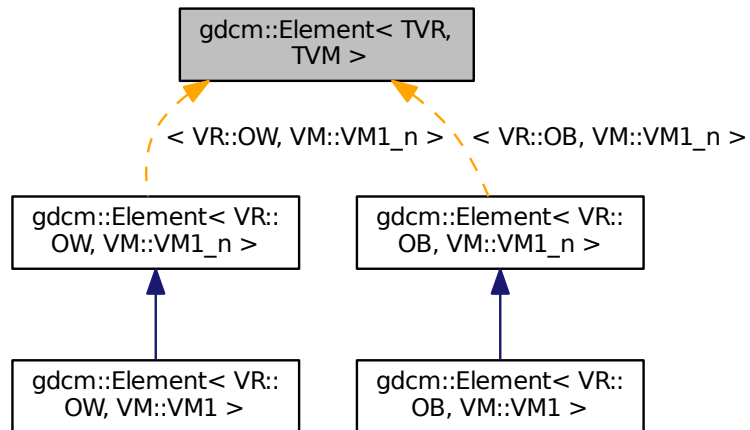 gdcm::Element< TVR,
TVM >
< VR::OW, VM::VM1_n >
< VR::OB, VM::VM1_n >
gdcm::Element< VR::
OW, VM::VM1_n >
gdcm::Element< VR::
OB, VM::VM1_n >
gdcm::Element< VR::
OW, VM::VM1 >
gdcm::Element< VR::
OB, VM::VM1 >